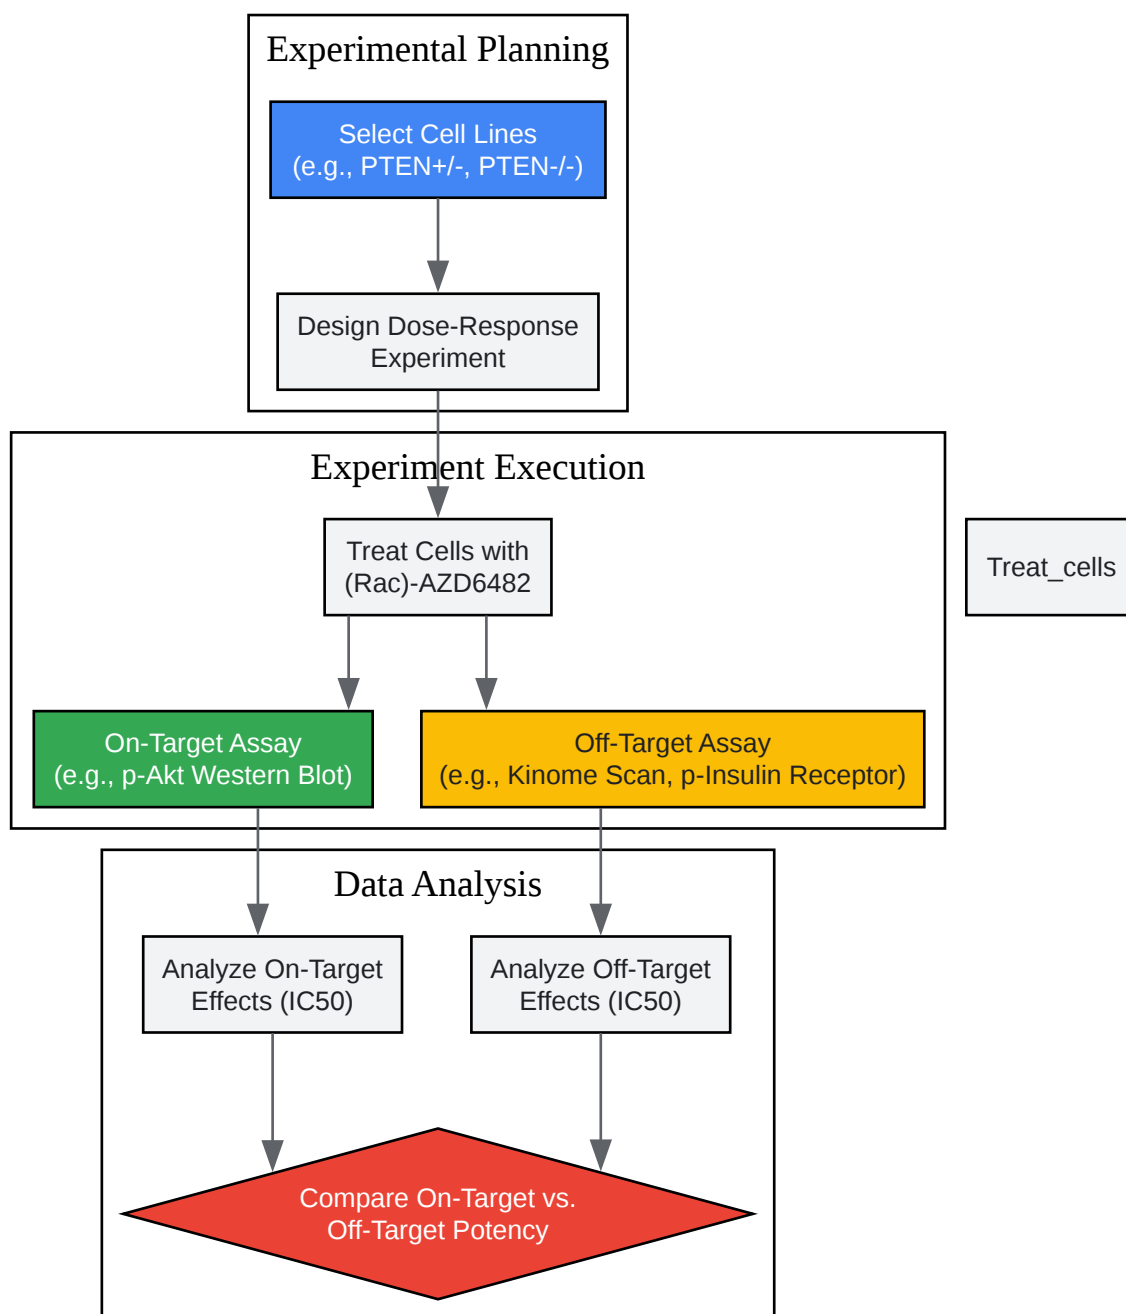 Experimental Planning
Select Cell Lines
(e.g., PTEN+/-, PTEN-/-)
Design Dose-Response
Experiment
Experiment Execution
Treat Cells with
(Rac)-AZD6482
Treat_cells
On-Target Assay
(e.g., p-Akt Western Blot)
Off-Target Assay
(e.g., Kinome Scan, p-Insulin Receptor)
Data Analysis
Analyze On-Target
Effects (IC50)
Analyze Off-Target
Effects (IC50)
Compare On-Target vs.
Off-Target Potency